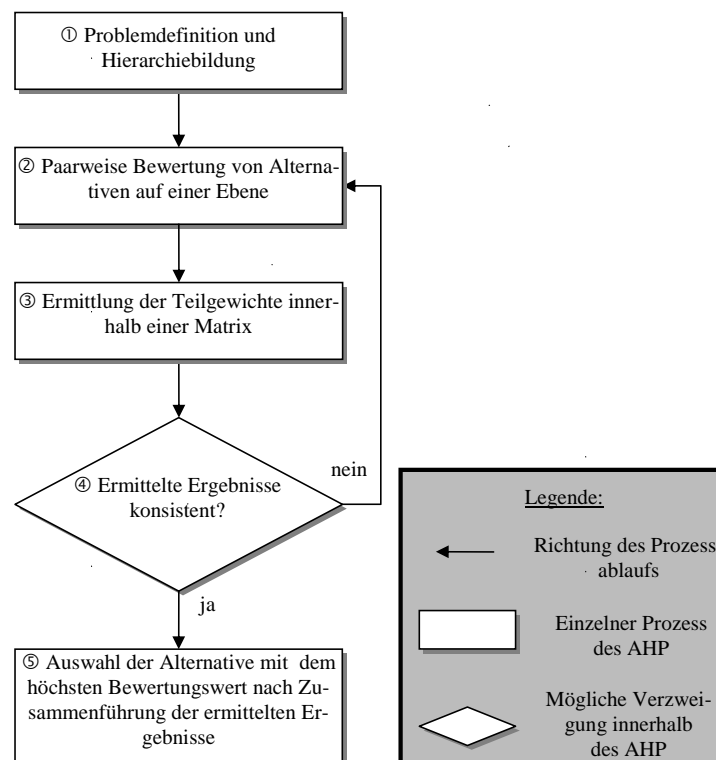 ① Problemdefinition und
Hierarchiebildung
② Paarweise Bewertung von Alterna-
tiven auf einer Ebene
③ Ermittlung der Teilgewichte inner-
halb einer Matrix
④ Ermittelte Ergebnisse
konsistent?
nein
ja
⑤ Auswahl der Alternative mit dem
höchsten Bewertungswert nach Zu-
sammenführung der ermittelten Er-
gebnisse
Legende:
Richtung des Prozess
ablaufs
Einzelner Prozess
des AHP
Mögliche Verzwei-
gung innerhalb
des AHP